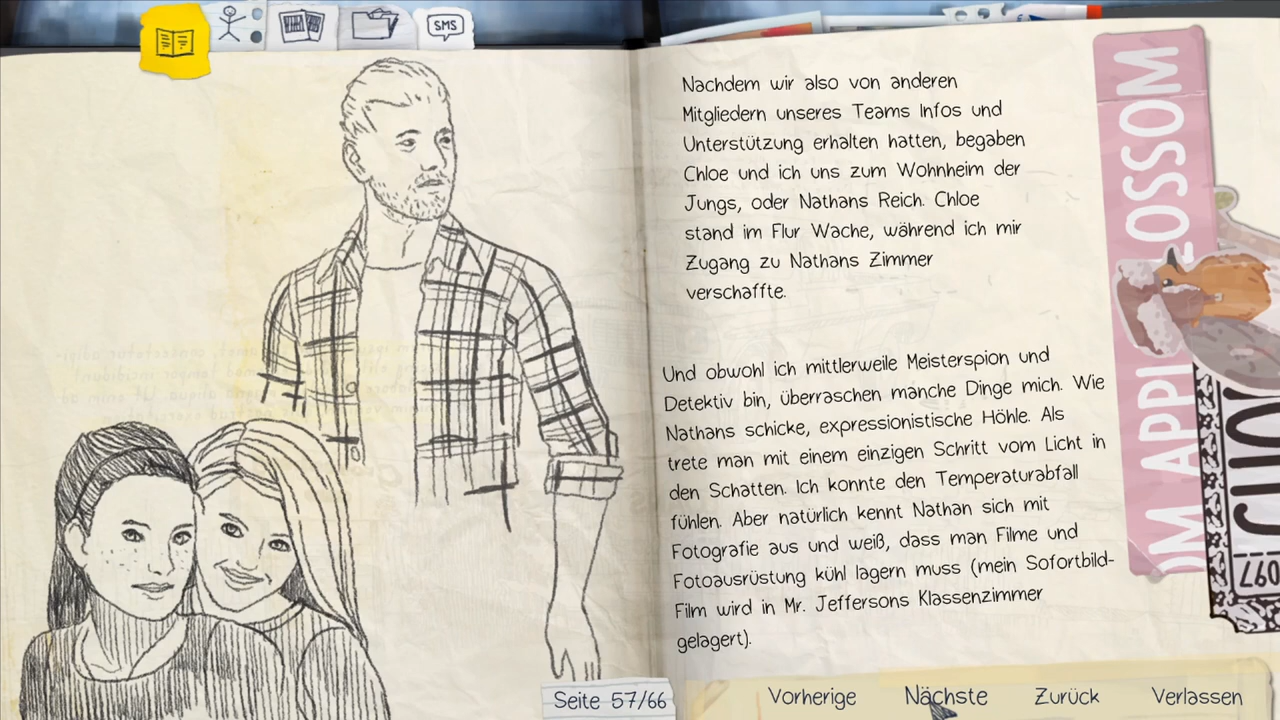 SMS
Nachdem wir also von anderen
Mitgliedern unseres Teams Infos und
Unterstützung erhalten hatten, begaben
Chloe und ich uns zum Wohnheim der
Jungs, oder Nathans Reich. Chloe
stand im Flur Wache, während ich mir
Zugang zu Nathans Zimmer
verschaffte.
Und obwohl ich mittlerweile Meisterspion und
Detektiv bin, überraschen manche Dinge mich. Wie
Nathans schicke, expressionistische Höhle. Als
trete man mit einem einzigen Schritt vom Licht in
den Schatten. Ich konnte den Temperaturabfall
fühlen. Aber natürlich kennt Nathan sich mit
Fotografie aus und weiß, dass man Filme und
Fotoausrüstung kühl lagern muss (mein Sofortbild-
Film wird in Mr. Jeffersons Klassenzimmer
gelagert).
Seite 57/66
Vorherige
Nächste
Zurück
Verlassen